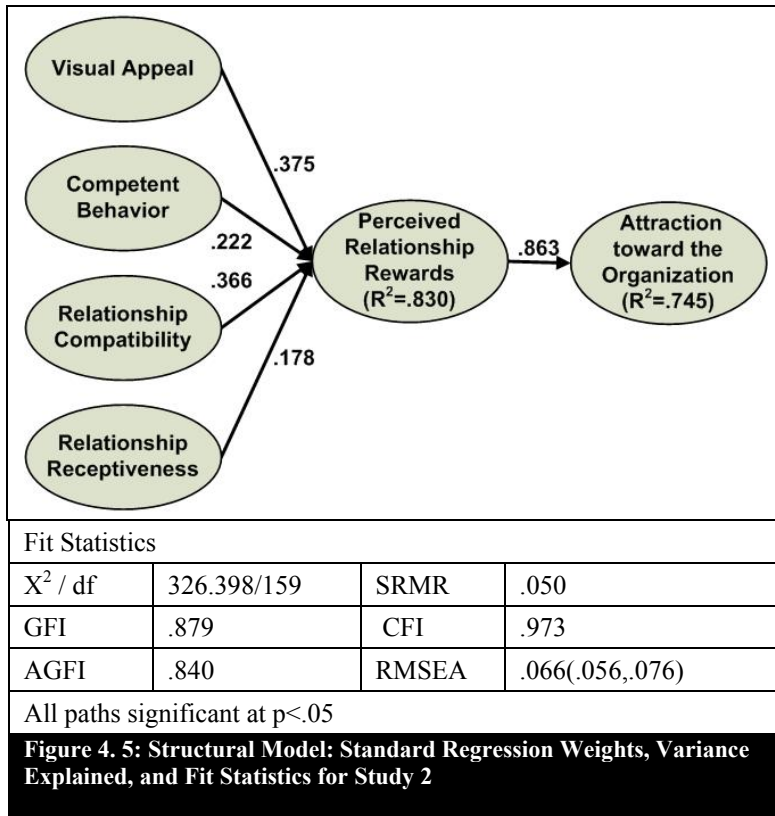 Visual Appeal
.375
Competent
Behavior
.222
.366
Relationship
Compatibility
.178
Relationship
Receptiveness
Perceived
Relationship
Rewards
(R²=.830)
.863
Attraction
toward the
Organization
(R²=.745)
Fit Statistics
X² / df 326.398/159 SRMR .050
GFI .879 CFI .973
AGFI .840 RMSEA .066(.056,.076)
All paths significant at p<.05
Figure 4. 5: Structural Model: Standard Regression Weights, Variance
Explained, and Fit Statistics for Study 2